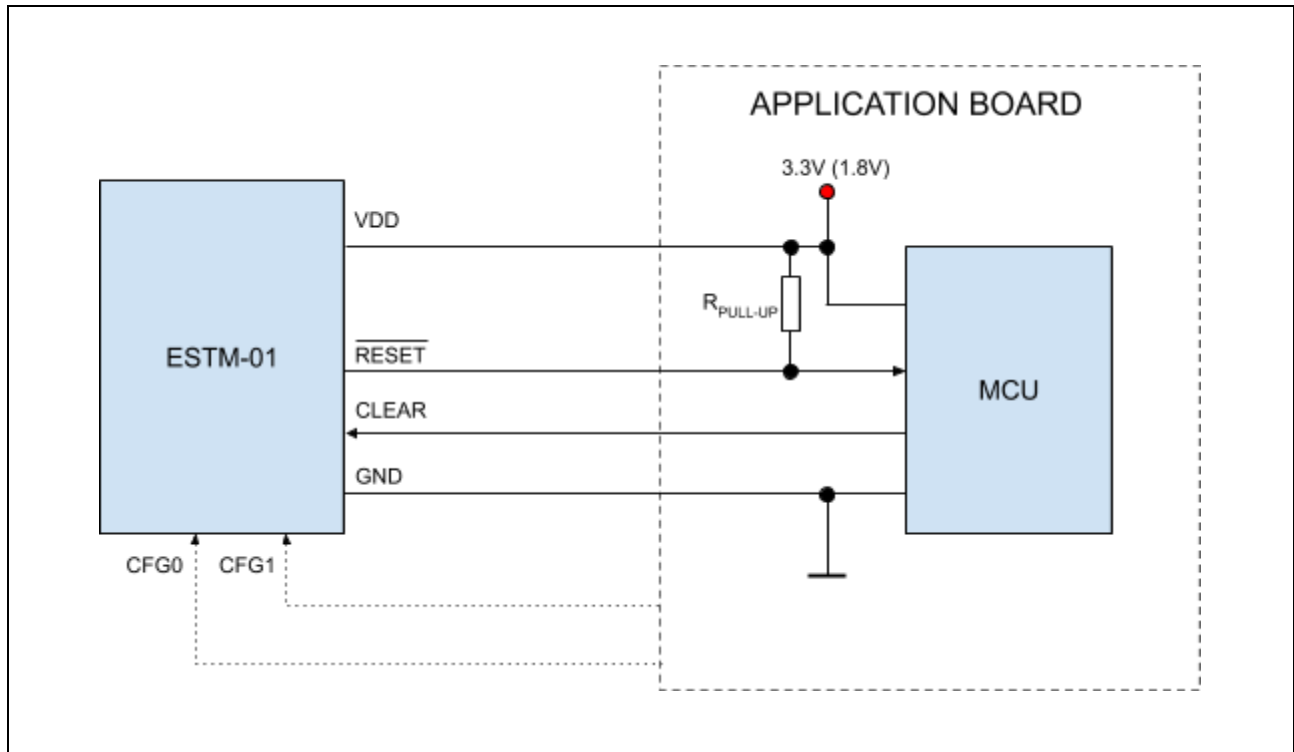 APPLICATION BOARD
3.3V (1.8V)
VDD
RPULL-UP
ESTM-01
RESET
MCU
CLEAR
GND
CFG0
CFG1